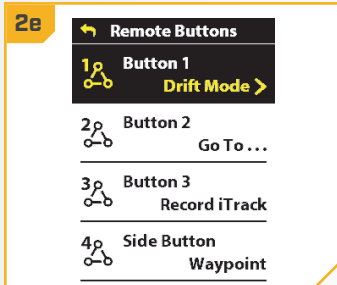 2e
Remote Buttons
1 Button 1
Drift Mode >
2 Button 2
Go To ...
3 Button 3
Record iTrack
4 Side Button
Waypoint